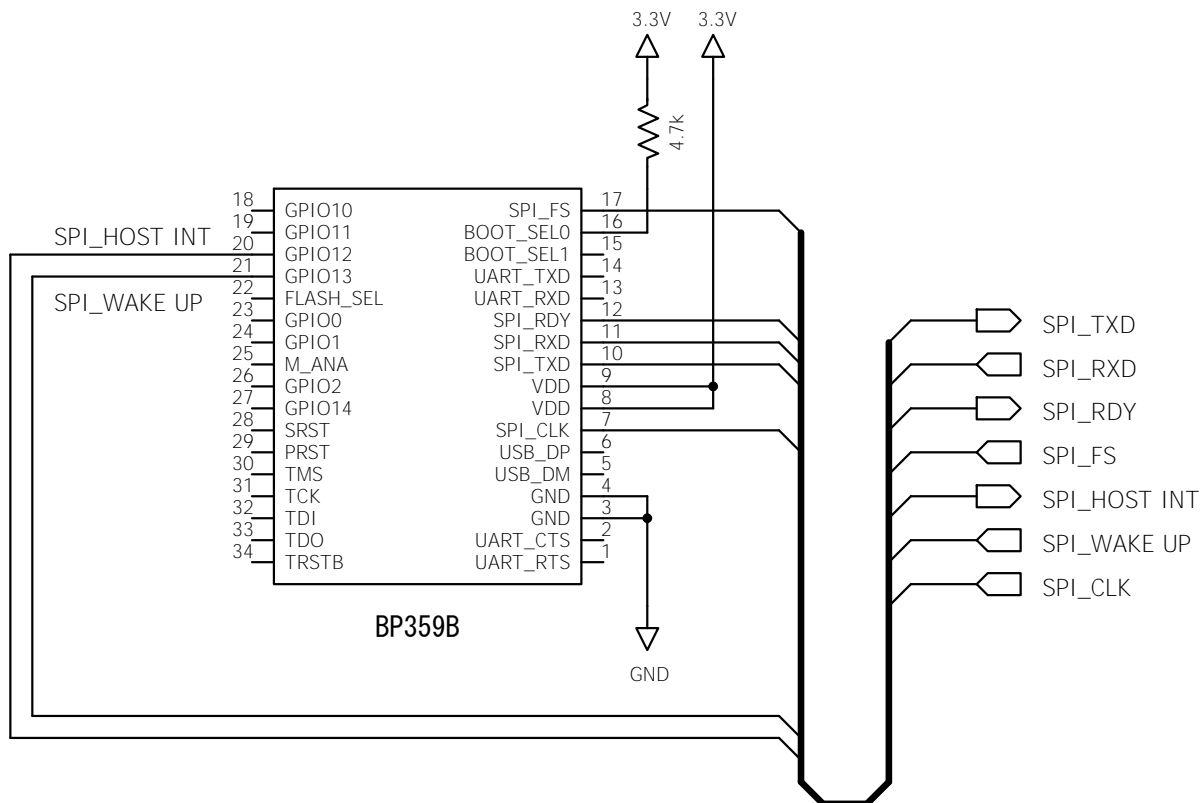 3.3V 3.3V
4.7k
18 GPIO10 SPI_FS 17
19 GPIO11 BOOT_SEL0 16
SPI_HOST INT 20 GPIO12 BOOT_SEL1 15
21 GPIO13 UART_TXD 14
SPI_WAKE UP 22 FLASH_SEL UART_RXD 13
23 GPIO0 SPI_RDY 12
24 GPIO1 SPI_RXD 11
25 M_ANA SPI_TXD 10
26 GPIO2 VDD 9
27 GPIO14 VDD 8
28 SRST SPI_CLK 7
29 PRST USB_DP 6
30 TMS USB_DM 5
31 TCK GND 4
32 TDI GND 3
33 TDO UART_CTS 2
34 TRSTB UART_RTS 1
BP359B
GND
SPI_TXD
SPI_RXD
SPI_RDY
SPI_FS
SPI_HOST INT
SPI_WAKE UP
SPI_CLK